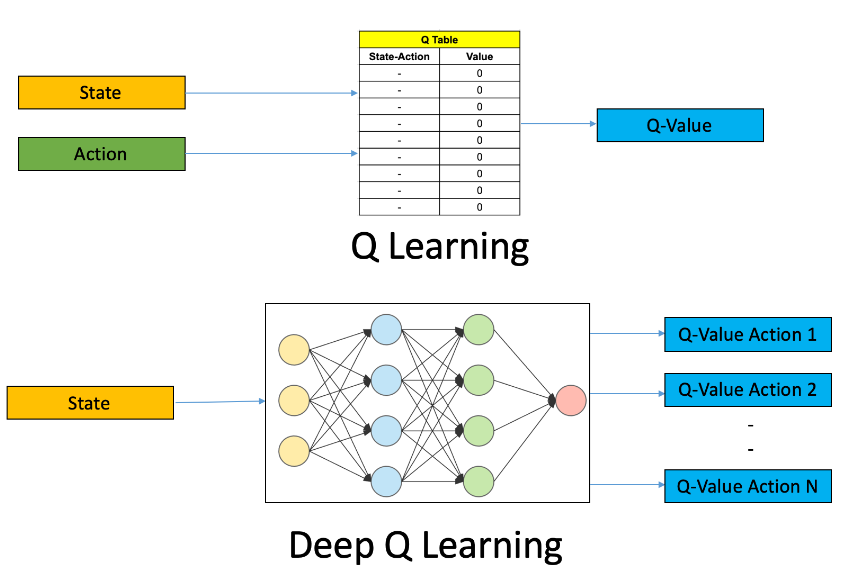 Q Table
State-Action Value
- 0
- 0
- 0
- 0
- 0
- 0
- 0
- 0
- 0
State
Action
Q-Value
Q Learning
State
Q-Value Action 1
Q-Value Action 2
-
-
Q-Value Action N
Deep Q Learning